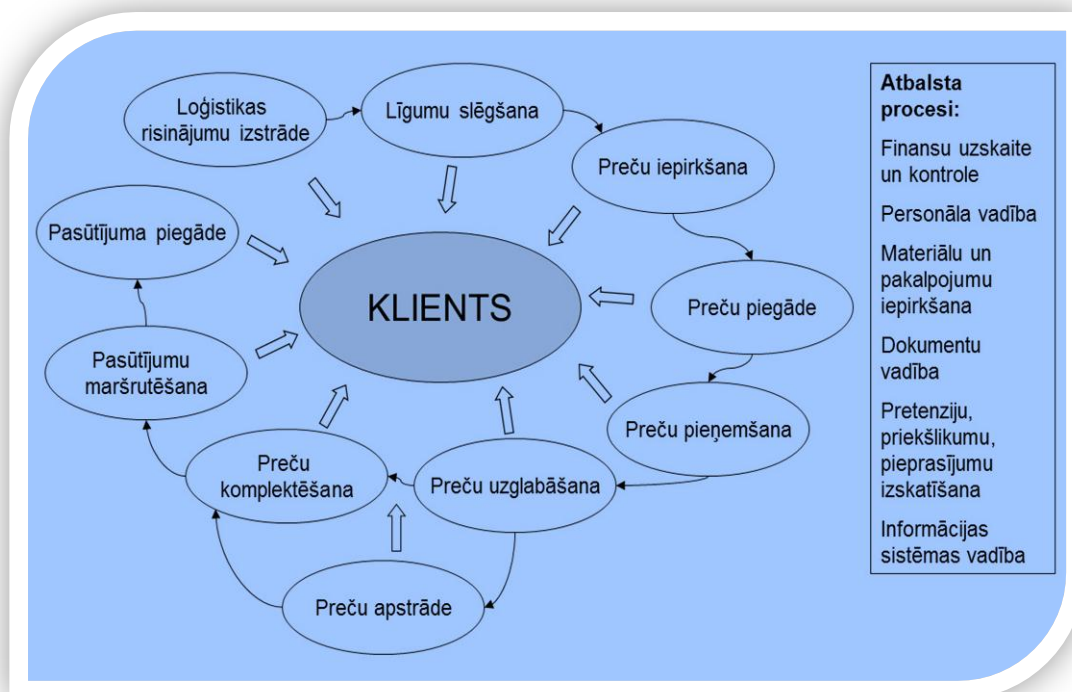 Loģistikas
risinājumu izstrāde
Līgumu slēgšana
Preču iepirkšana
Preču piegāde
Preču pieņemšana
Preču uzglabāšana
Preču apstrāde
Preču
komplektēšana
Pasūtījumu
maršrutēšana
Pasūtījuma piegāde
KLIENTS
Atbalsta
procesi:
Finansu uzskaite
un kontrole
Personāla vadība
Materiālu un
pakalpojumu
iepirkšana
Dokumentu
vadība
Pretenziju,
priekšlikumu,
pieprasījumu
izskatīšana
Informācijas
sistēmas vadība